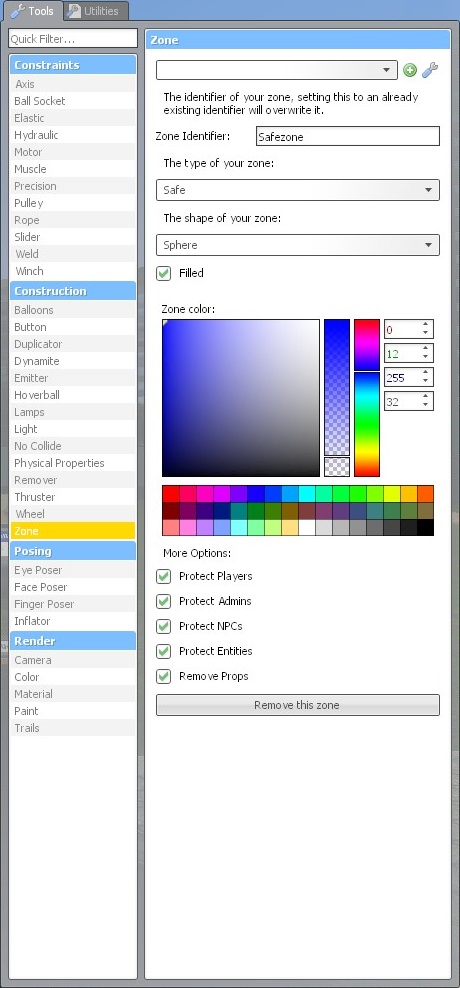 Tools
Utilities
Quick Filter...
Constraints
Axis
Ball Socket
Elastic
Hydraulic
Motor
Muscle
Precision
Pulley
Rope
Slider
Weld
Winch
Construction
Balloons
Button
Duplicator
Dynamite
Emitter
Hoverball
Lamps
Light
No Collide
Physical Properties
Remover
Thruster
Wheel
Zone
Posing
Eye Poser
Face Poser
Finger Poser
Inflator
Render
Camera
Color
Material
Paint
Trails
Zone
The identifier of your zone, setting this to an already
existing identifier will overwrite it.
Zone Identifier: Safezone
The type of your zone:
Safe
The shape of your zone:
Sphere
Filled
Zone color:
0
12
255
32
More Options:
Protect Players
Protect Admins
Protect NPCs
Protect Entities
Remove Props
Remove this zone